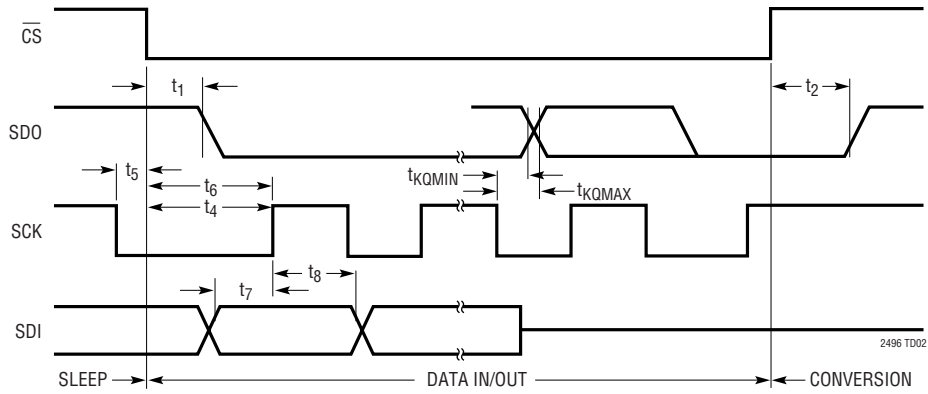 CS
t1
SDO
t2
t5
t6
tKQMIN
tKQMAX
t4
SCK
t8
t7
SDI
2496 TD02
SLEEP
DATA IN/OUT
CONVERSION